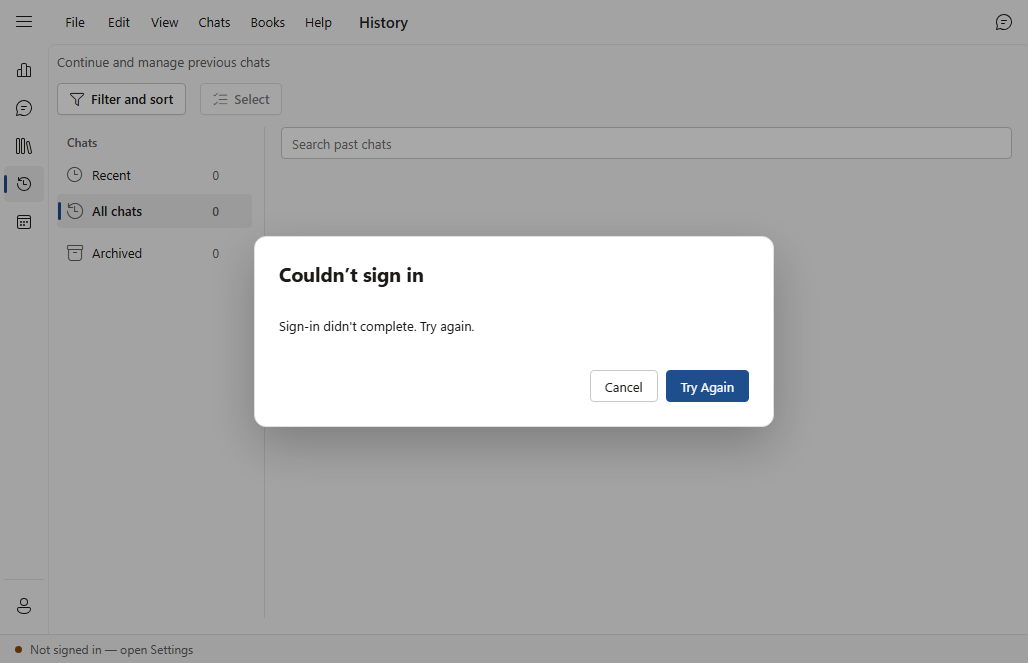 File Edit View Chats Books Help History
Continue and manage previous chats
Filter and sort Select
Chats
Search past chats
Recent 0
All chats 0
Archived 0
Couldn’t sign in
Sign-in didn't complete. Try again.
Cancel Try Again
Not signed in — open Settings